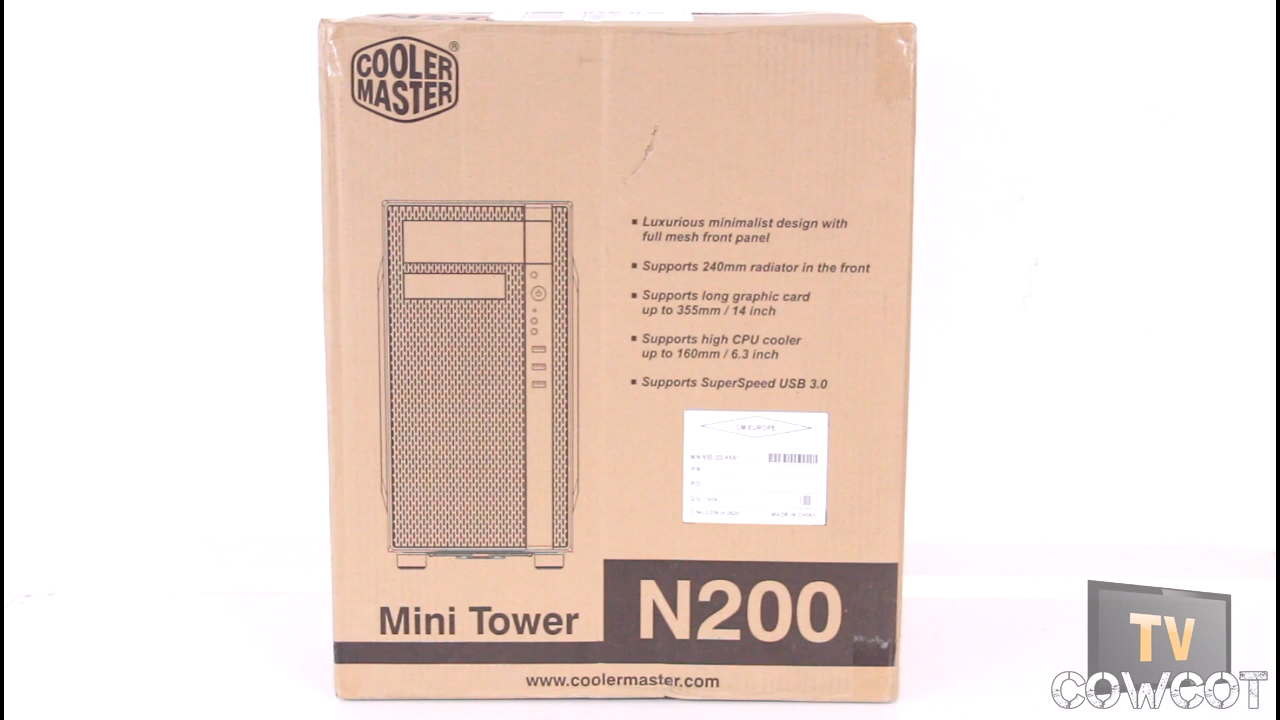 COOLER
MASTER
®
Luxurious minimalist design with
full mesh front panel
Supports 240mm radiator in the front
Supports long graphic card
up to 355mm / 14 inch
Supports high CPU cooler
up to 160mm / 6.3 inch
Supports SuperSpeed USB 3.0
CM EUROPE
MADE IN CHINA
Mini Tower
N200
www.coolermaster.com
TV
COWCOT